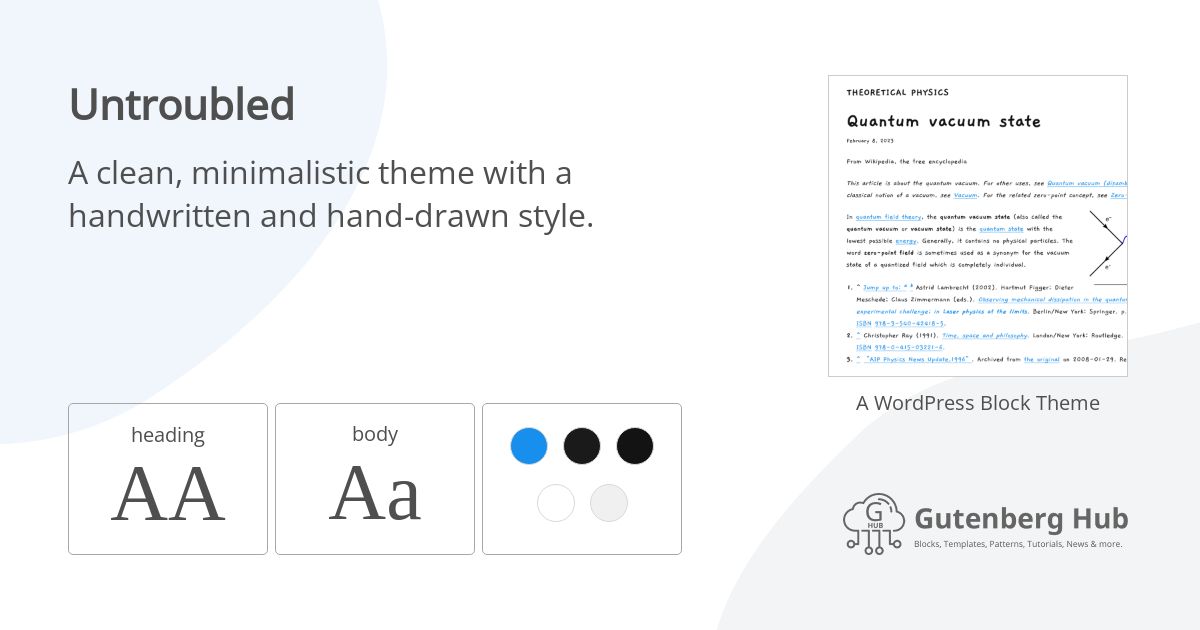 Untroubled
A clean, minimalistic theme with a
handwritten and hand-drawn style.
heading
AA
body
Aa
THEORETICAL PHYSICS
Quantum vacuum state
February 8, 2023
From Wikipedia, the free encyclopedia
This article is about the quantum vacuum. For other uses, see Quantum vacuum (disamb
classical notion of a vacuum, see Vacuum. For the related zero-point concept, see Zero-
In quantum field theory, the quantum vacuum state (also called the
quantum vacuum or vacuum state) is the quantum state with the
lowest possible energy. Generally, it contains no physical particles. The
word zero-point field is sometimes used as a synonym for the vacuum
state of a quantized field which is completely individual.
e⁻
e⁻
1. ^ Jump up to: a b Astrid Lambrecht (2002). Hartmut Figger; Dieter
Meschede; Claus Zimmermann (eds.). Observing mechanical dissipation in the quantum
experimental challenge; in Laser physics at the limits. Berlin/New York: Springer. p.
ISBN 978-3-540-42418-5.
2. ^ Christopher Ray (1991). Time, space and philosophy. London/New York: Routledge.
ISBN 978-0-415-03221-6.
3. ^ "AIP Physics News Update,1996" . Archived from the original on 2008-01-29. Re
A WordPress Block Theme
G
HUB
Gutenberg Hub
Blocks, Templates, Patterns, Tutorials, News & more.